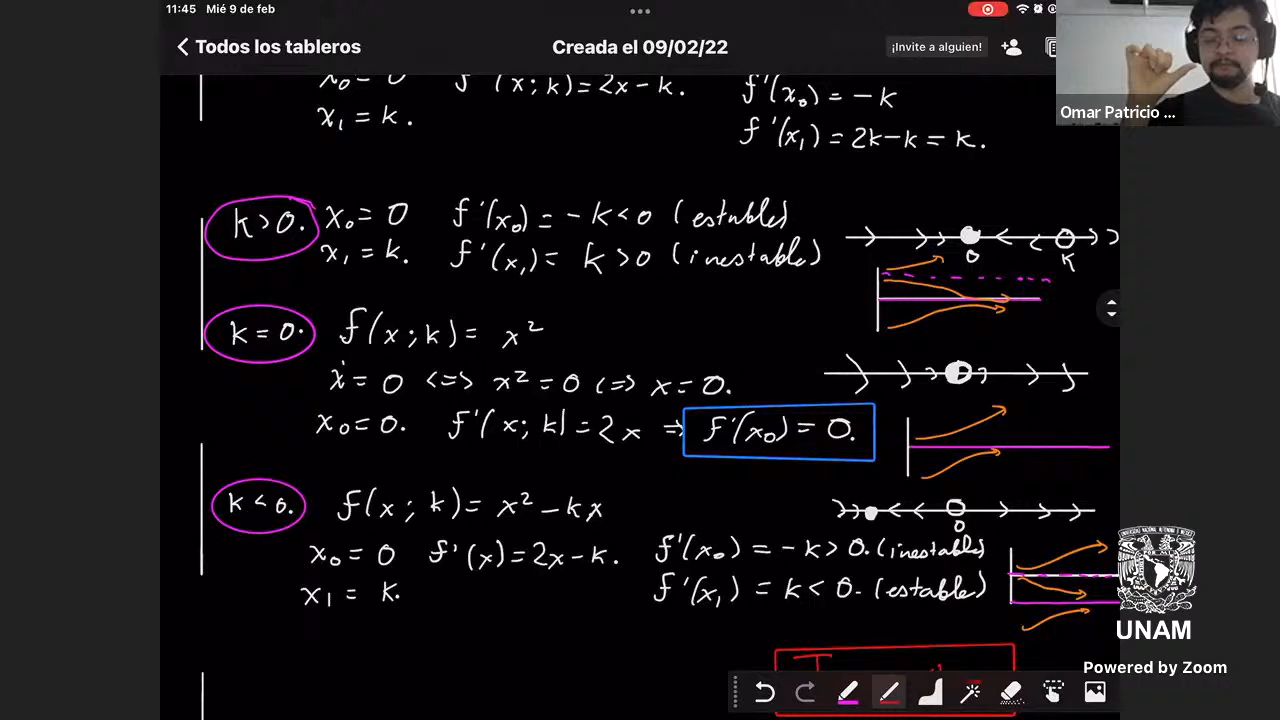 11:45 Mié 9 de feb
Todos los tableros
Creada el 09/02/22
¡Invite a alguien!
Omar Patricio ...
x₀ = 0 f'(x;k) = 2x - k. f'(x₀) = -k
x₁ = k. f'(x₁) = 2k-k = k.
k > 0. x₀ = 0 f'(x₀) = -k < 0 (estable)
x₁ = k. f'(x₁) = k > 0 (inestable)
0 k
k = 0. f(x;k) = x²
ẋ = 0 <=> x² = 0 <=> x = 0.
x₀ = 0. f'(x;k) = 2x => f'(x₀) = 0.
k < 0. f(x;k) = x² - kx
0
x₀ = 0 f'(x) = 2x - k. f'(x₀) = -k > 0. (inestable)
x₁ = k. f'(x₁) = k < 0. (estable)
UNAM
Powered by Zoom